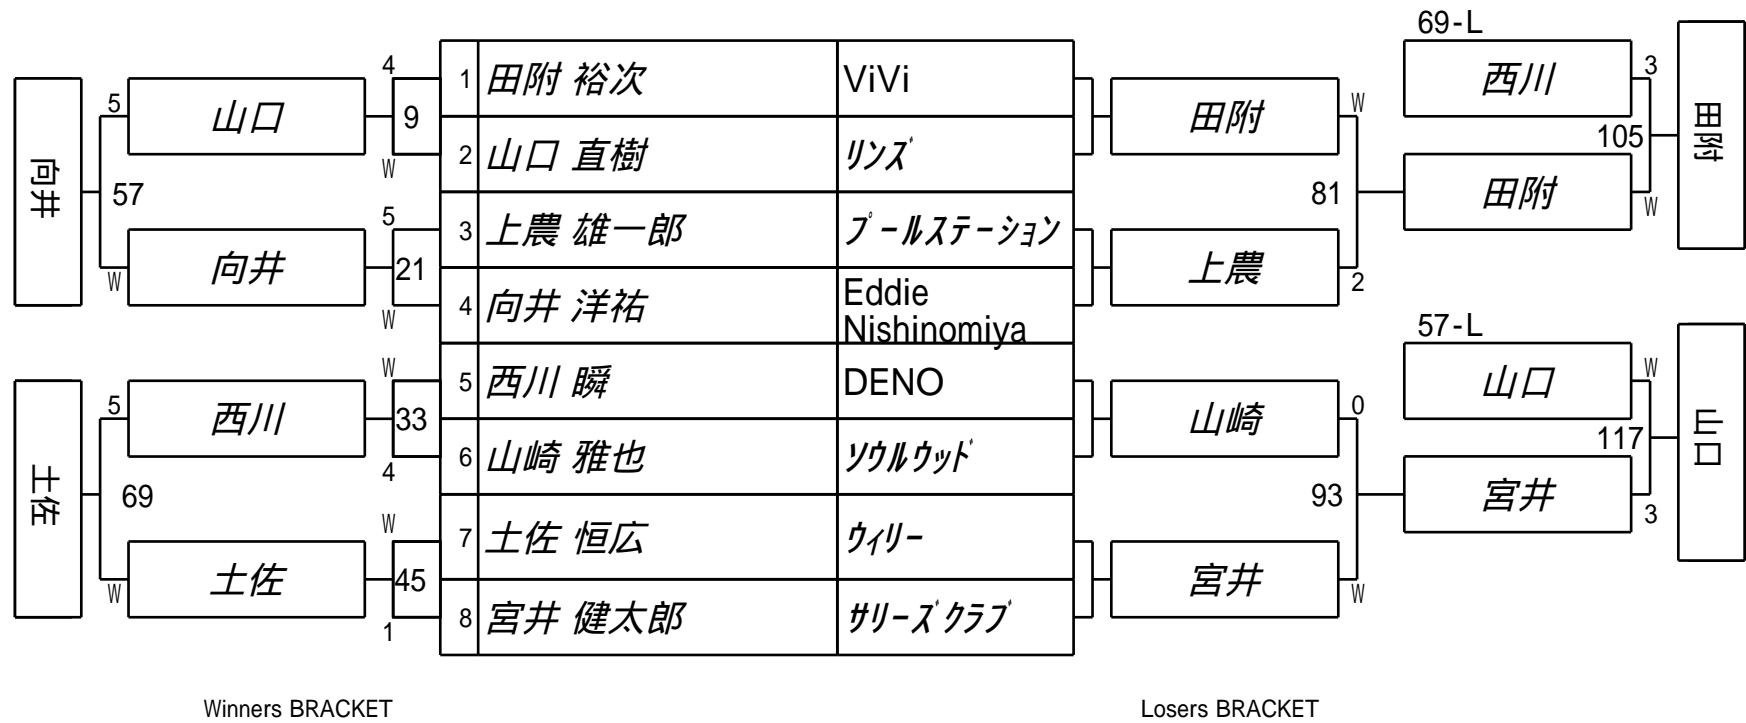 69-L
4
1 田附 裕次 ViVi
西川
3
5
山口
9
田附
W
105
田附
2 山口 直樹 リンズ
W
向井
57
81
田附
W
5
3 上農 雄一郎 プールステーション
W
向井
21
上農
2
4 向井 洋祐 Eddie
Nishinomiya
W
57-L
W
5 西川 瞬 DENO
山口
W
5
西川
33
山崎
0
117
山口
6 山崎 雅也 ソウルウッド
4
土佐
69
93
宮井
3
W
7 土佐 恒広 ウィリー
W
土佐
45
宮井
W
8 宮井 健太郎 サリーズクラブ
1
Winners BRACKET
Losers BRACKET